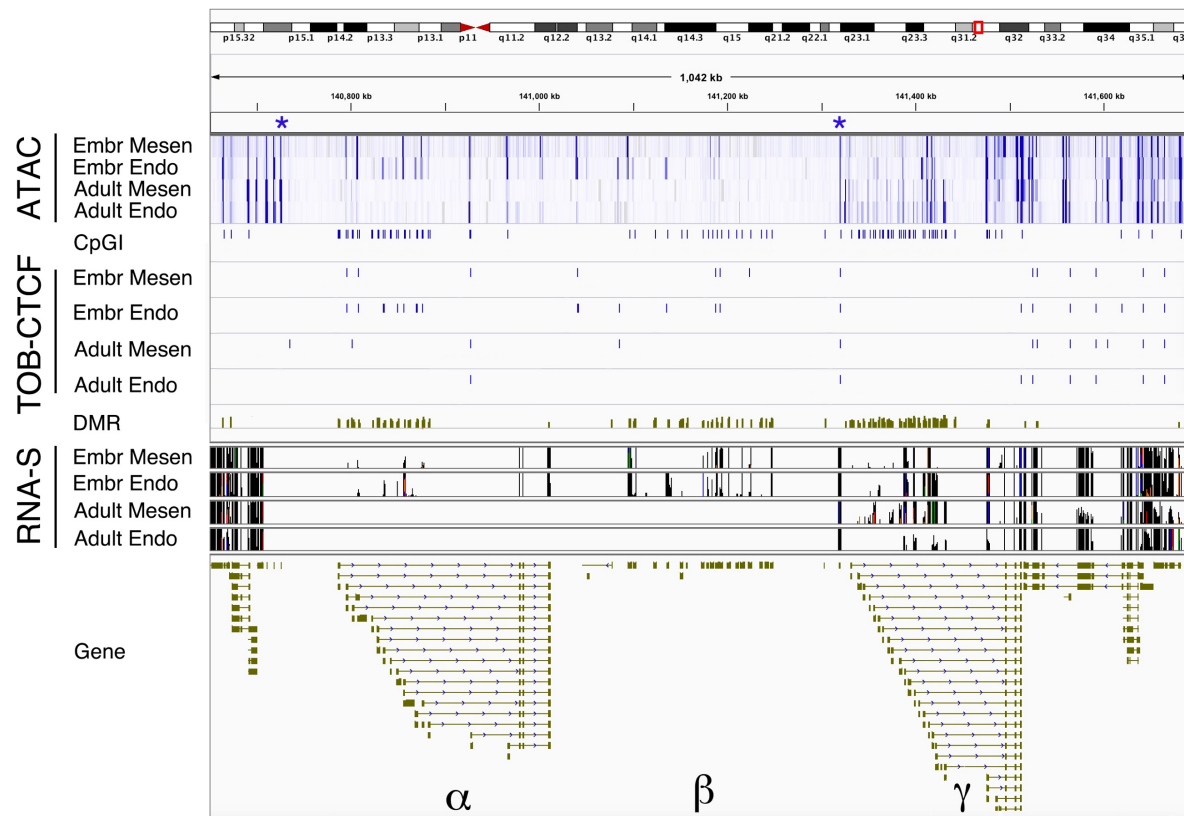 p15.32 p15.1 p14.2 p13.3 p13.1 p11 q11.2 q12.2 q13.2 q14.1 q14.3 q15 q21.2 q22.1 q23.1 q23.3 q31.2 q32 q33.2 q34 q35.1 q3
1,042 kb
140,800 kb 141,000 kb 141,200 kb 141,400 kb 141,600 kb
* *
ATAC
Embr Mesen
Embr Endo
Adult Mesen
Adult Endo
CpGI
TOB-CTCF
Embr Mesen
Embr Endo
Adult Mesen
Adult Endo
DMR
RNA-S
Embr Mesen
Embr Endo
Adult Mesen
Adult Endo
Gene
α β γ